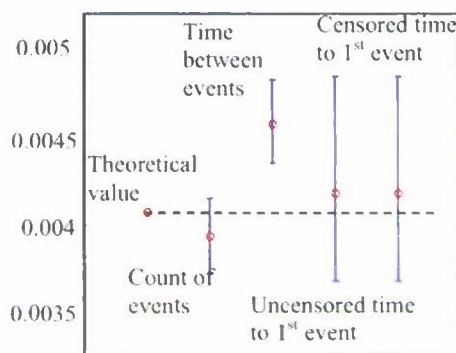 0.005
0.0045
0.004
0.0035
Time
between
events
Censored time
to 1st event
Theoretical
value
Count of
events
Uncensored time
to 1st event